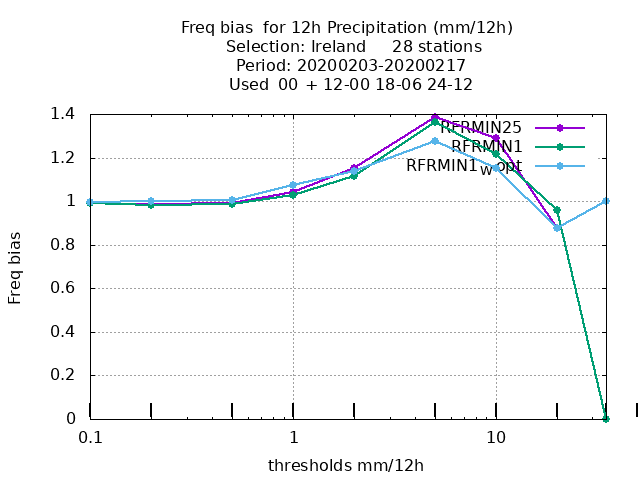 Freq bias  for 12h Precipitation (mm/12h)
Selection: Ireland     28 stations
Period: 20200203-20200217
Used  00 + 12-00 18-06 24-12
1.4
RFRMIN25
RFRMIN1
1.2
RFRMIN1wopt
1
0.8
Freq bias
0.6
0.4
0.2
0
0.1 1 10
thresholds mm/12h